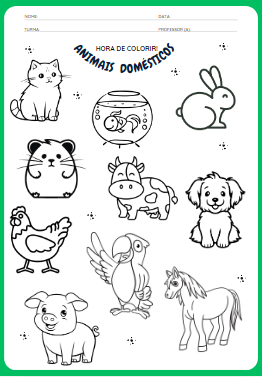 NOME: DATA:
TURMA: PROFESSOR (A):
HORA DE COLORIR!
ANIMAIS DOMÉSTICOS